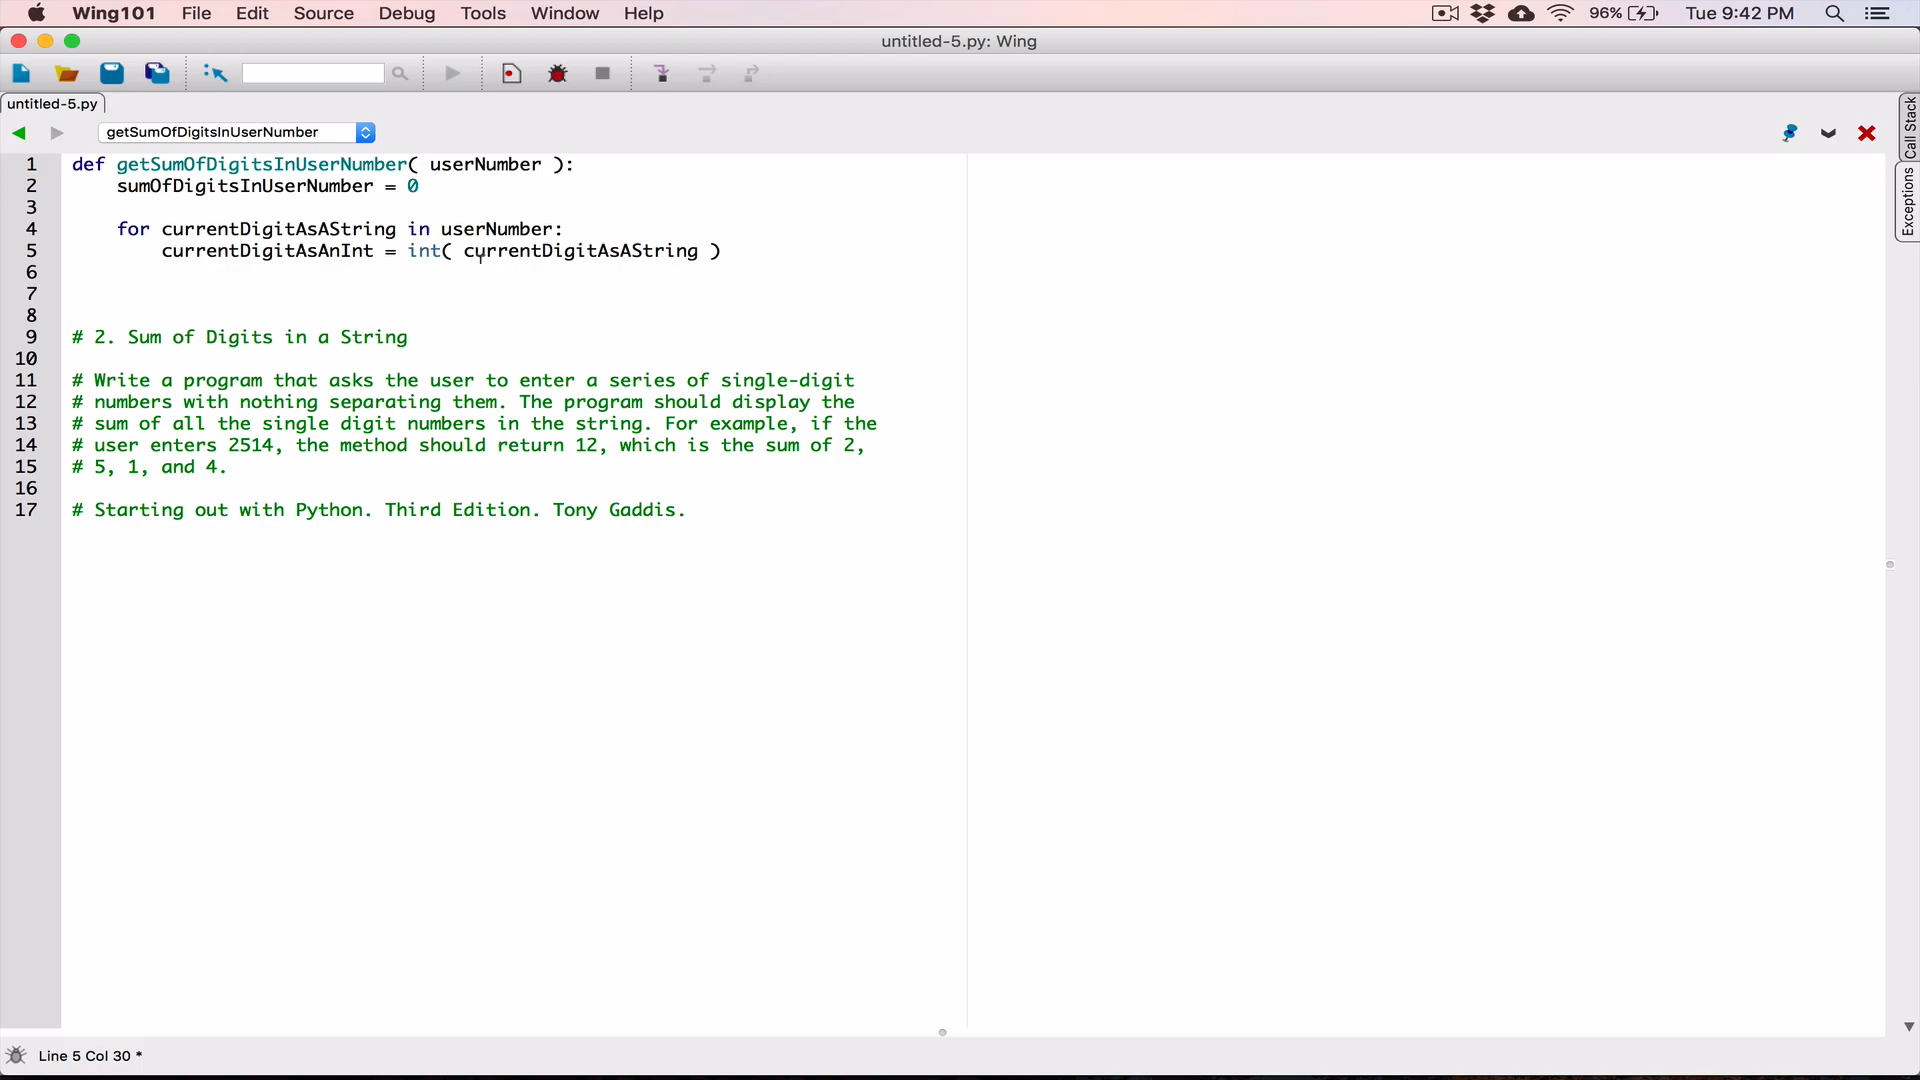 Wing101 File Edit Source Debug Tools Window Help 96% Tue 9:42 PM
untitled-5.py: Wing
untitled-5.py
getSumOfDigitsInUserNumber
Call Stack
Exceptions
1 def getSumOfDigitsInUserNumber( userNumber ):
2 sumOfDigitsInUserNumber = 0
3
4 for currentDigitAsAString in userNumber:
5 currentDigitAsAnInt = int( currentDigitAsAString )
6
7
8
9 # 2. Sum of Digits in a String
10
11 # Write a program that asks the user to enter a series of single-digit
12 # numbers with nothing separating them. The program should display the
13 # sum of all the single digit numbers in the string. For example, if the
14 # user enters 2514, the method should return 12, which is the sum of 2,
15 # 5, 1, and 4.
16
17 # Starting out with Python. Third Edition. Tony Gaddis.
Line 5 Col 30 *